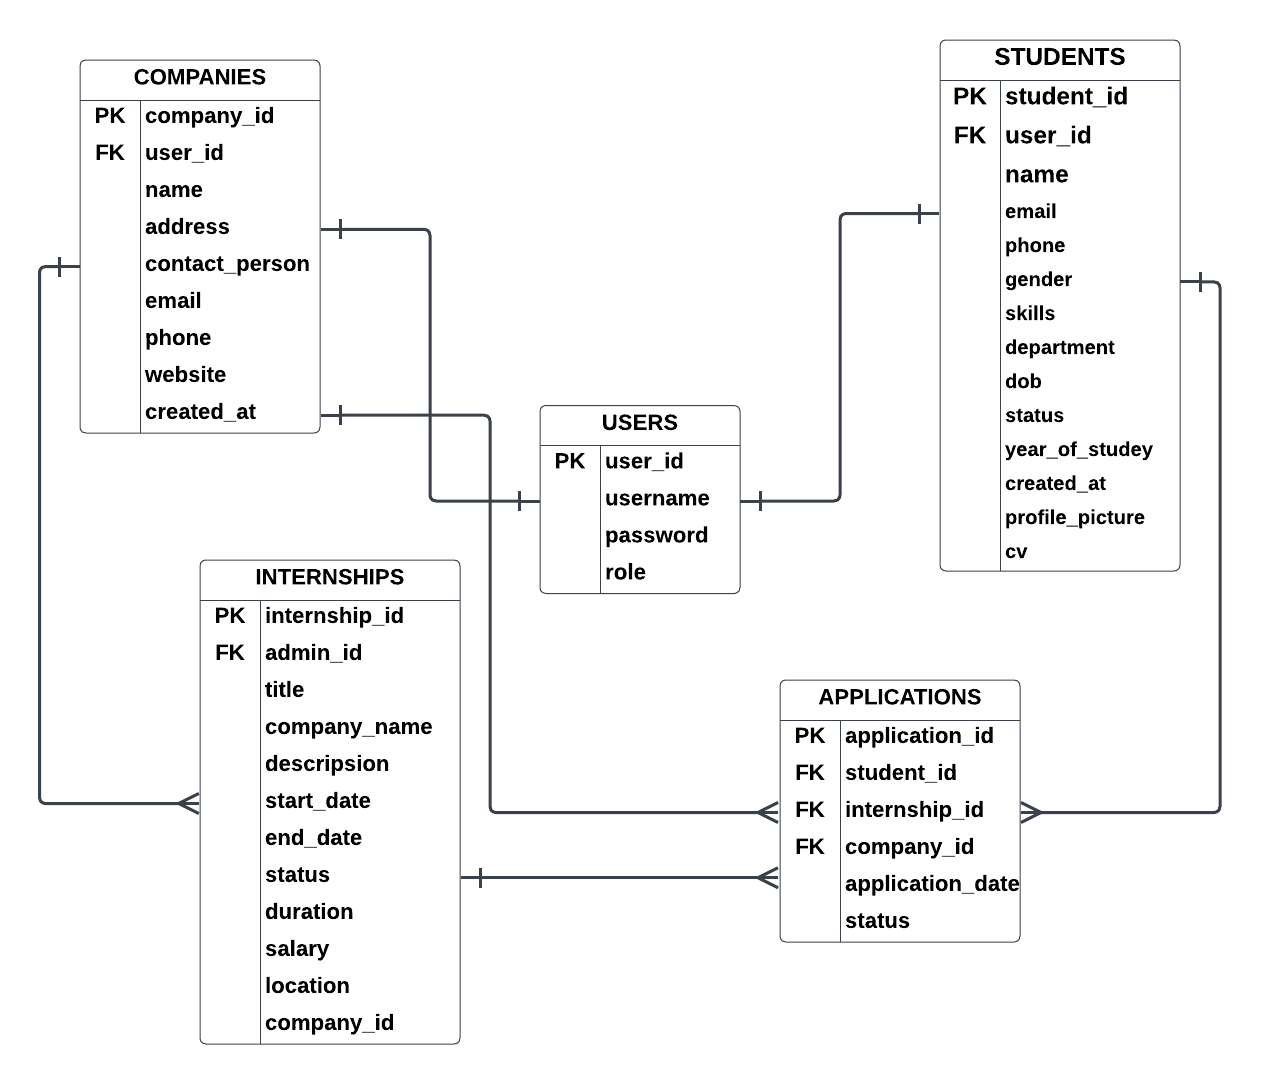 COMPANIES
PK company_id
FK user_id
name
address
contact_person
email
phone
website
created_at
STUDENTS
PK student_id
FK user_id
name
email
phone
gender
skills
department
dob
status
year_of_studey
created_at
profile_picture
cv
USERS
PK user_id
username
password
role
INTERNSHIPS
PK internship_id
FK admin_id
title
company_name
descripsion
start_date
end_date
status
duration
salary
location
company_id
APPLICATIONS
PK application_id
FK student_id
FK internship_id
FK company_id
application_date
status